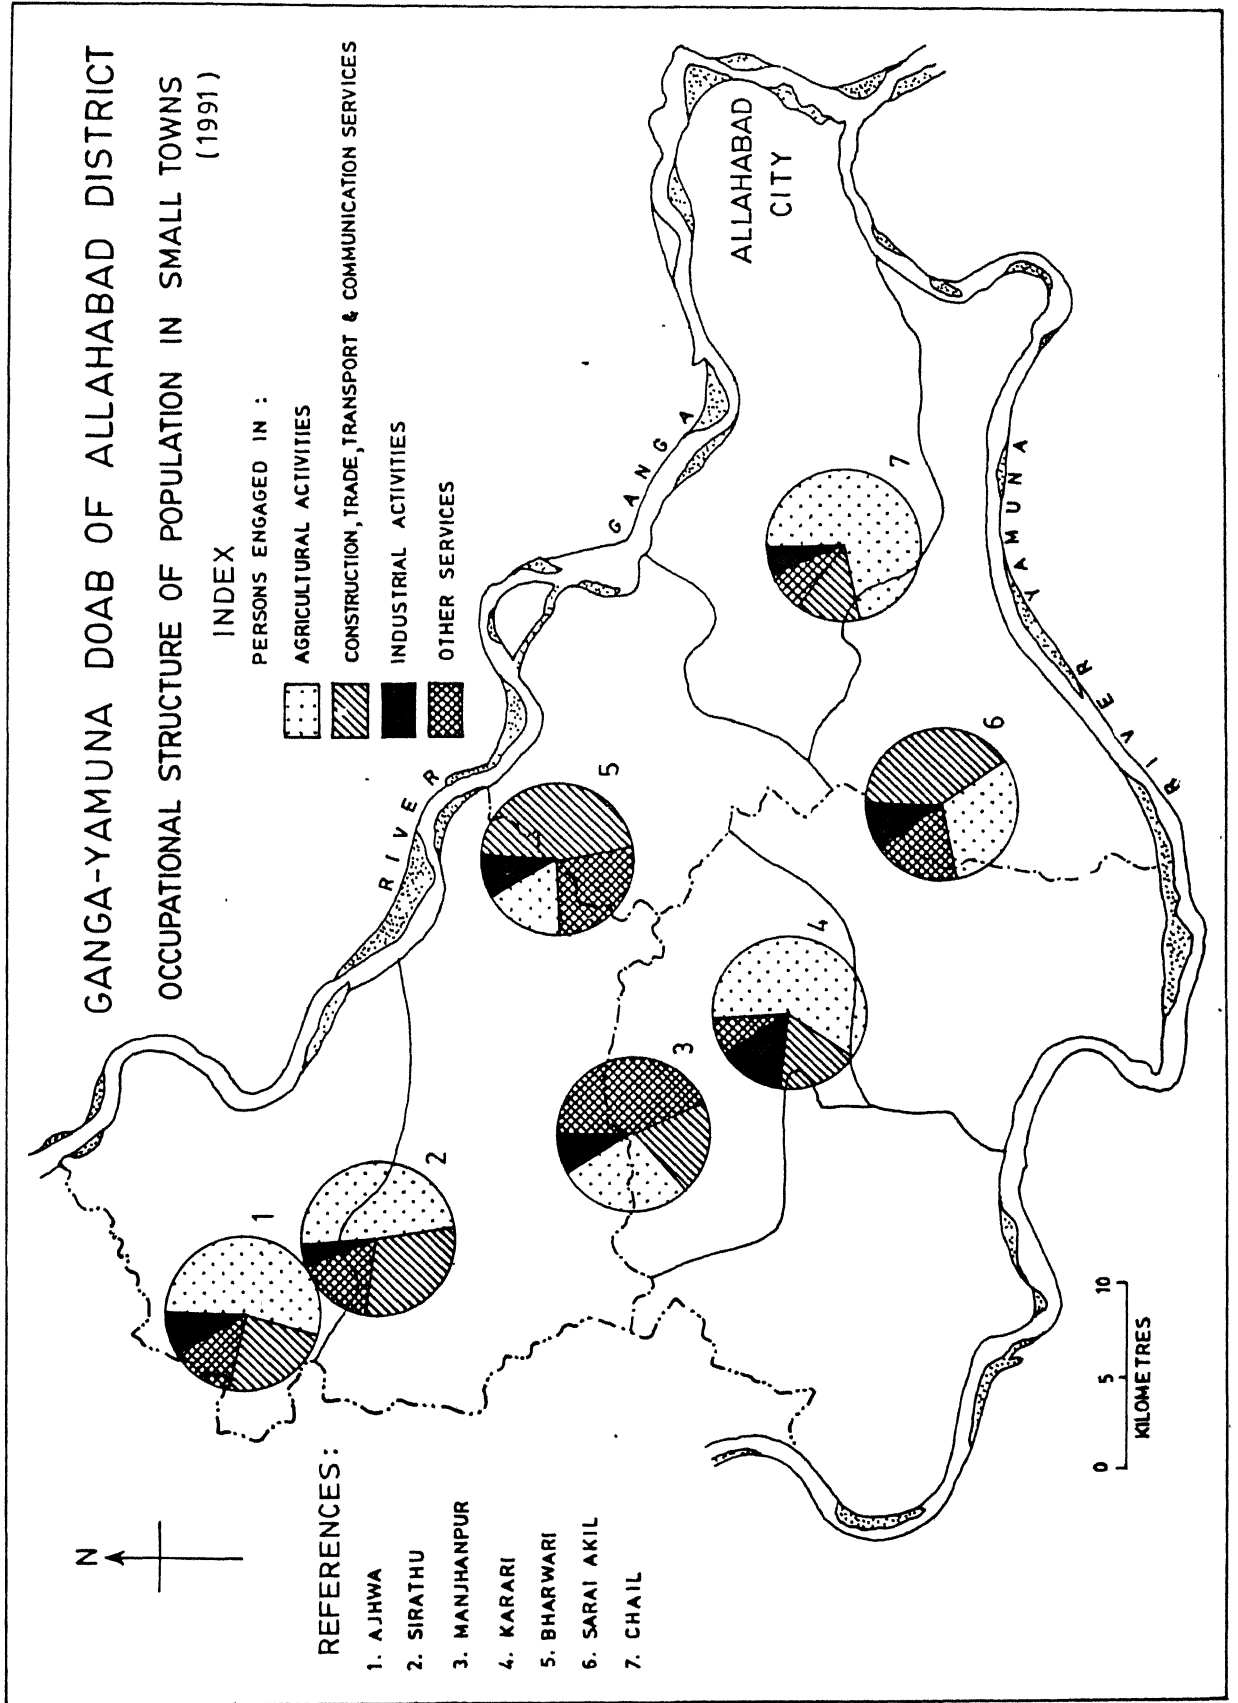 GANGA-YAMUNA DOAB OF ALLAHABAD DISTRICT
OCCUPATIONAL STRUCTURE OF POPULATION IN SMALL TOWNS
(1991)
INDEX
PERSONS ENGAGED IN :
AGRICULTURAL ACTIVITIES
CONSTRUCTION, TRADE, TRANSPORT & COMMUNICATION SERVICES
INDUSTRIAL ACTIVITIES
OTHER SERVICES
N
RIVER GANGA
ALLAHABAD
CITY
1
2
3
4
5
6
7
RIVER YAMUNA
REFERENCES:
1. AJHWA
2. SIRATHU
3. MANJHANPUR
4. KARARI
5. BHARWARI
6. SARAI AKIL
7. CHAIL
0 5 10
KILOMETRES